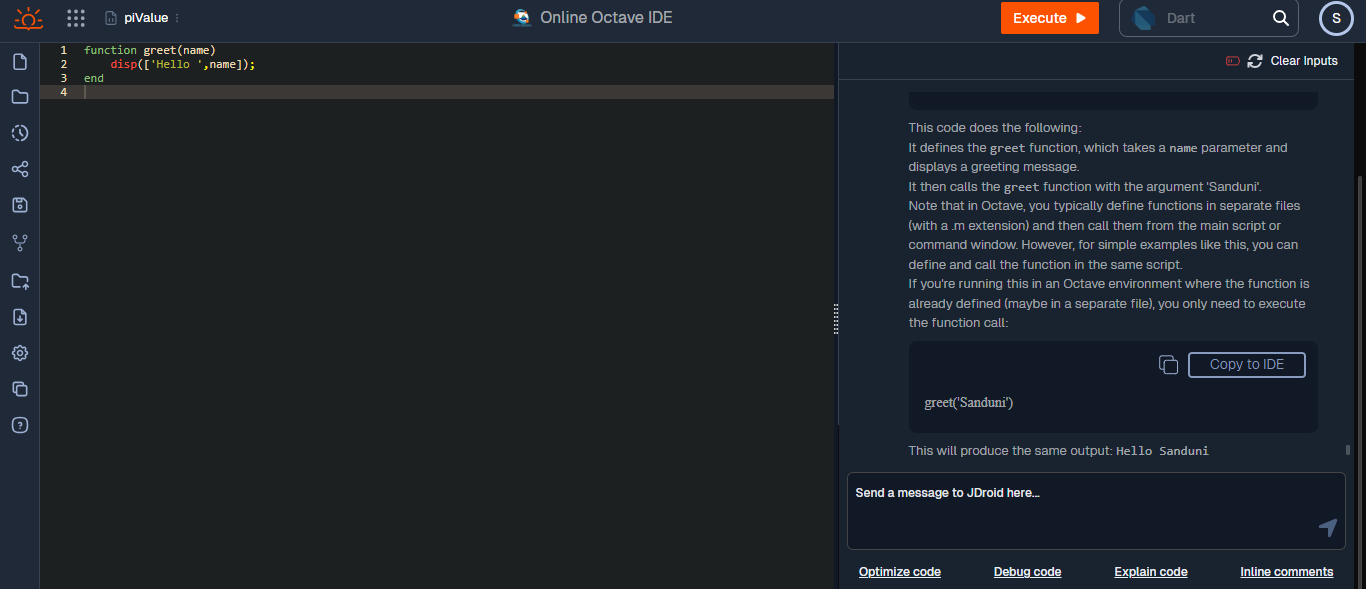 piValue
Online Octave IDE
Execute
Dart
S
1 function greet(name)
2 disp(['Hello ',name]);
3 end
4
Clear Inputs
This code does the following:
It defines the greet function, which takes a name parameter and
displays a greeting message.
It then calls the greet function with the argument 'Sanduni'.
Note that in Octave, you typically define functions in separate files
(with a .m extension) and then call them from the main script or
command window. However, for simple examples like this, you can
define and call the function in the same script.
If you're running this in an Octave environment where the function is
already defined (maybe in a separate file), you only need to execute
the function call:
Copy to IDE
greet('Sanduni')
This will produce the same output: Hello Sanduni
Send a message to JDroid here...
Optimize code
Debug code
Explain code
Inline comments